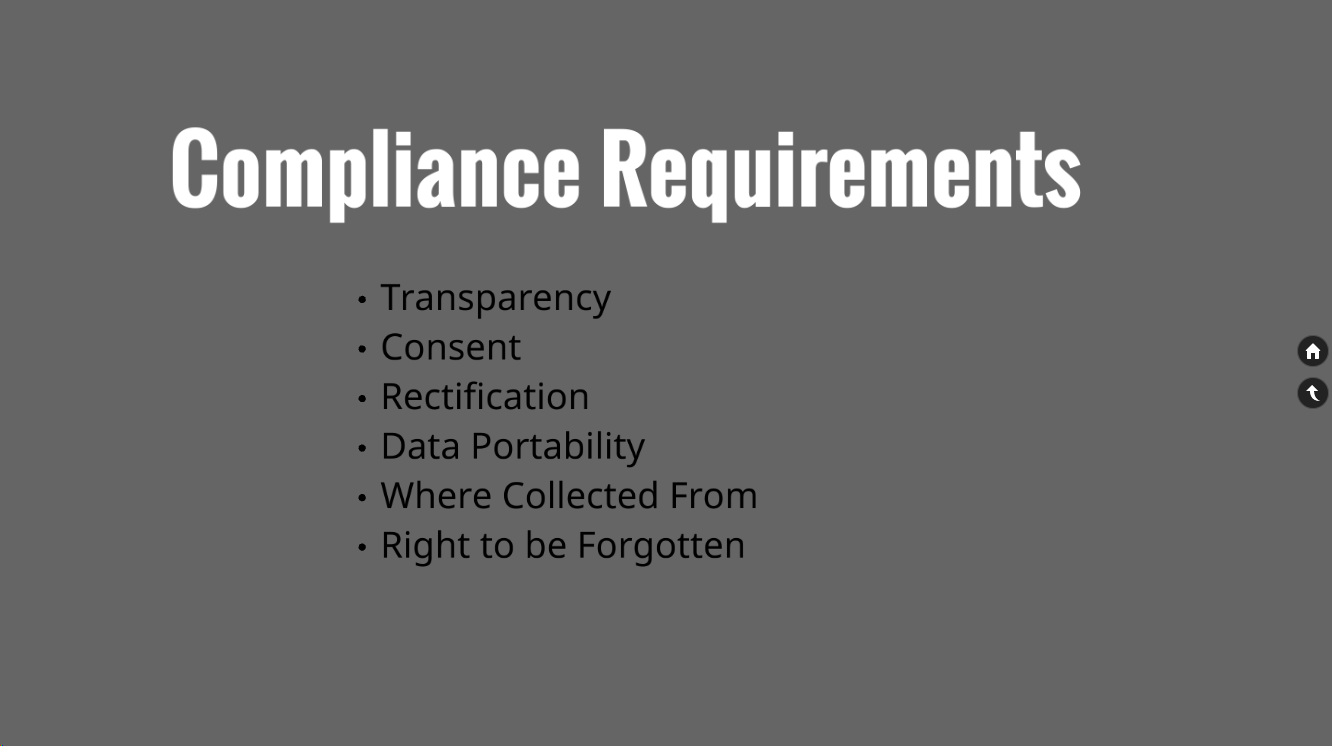 Compliance Requirements
• Transparency
• Consent
• Rectification
• Data Portability
• Where Collected From
• Right to be Forgotten